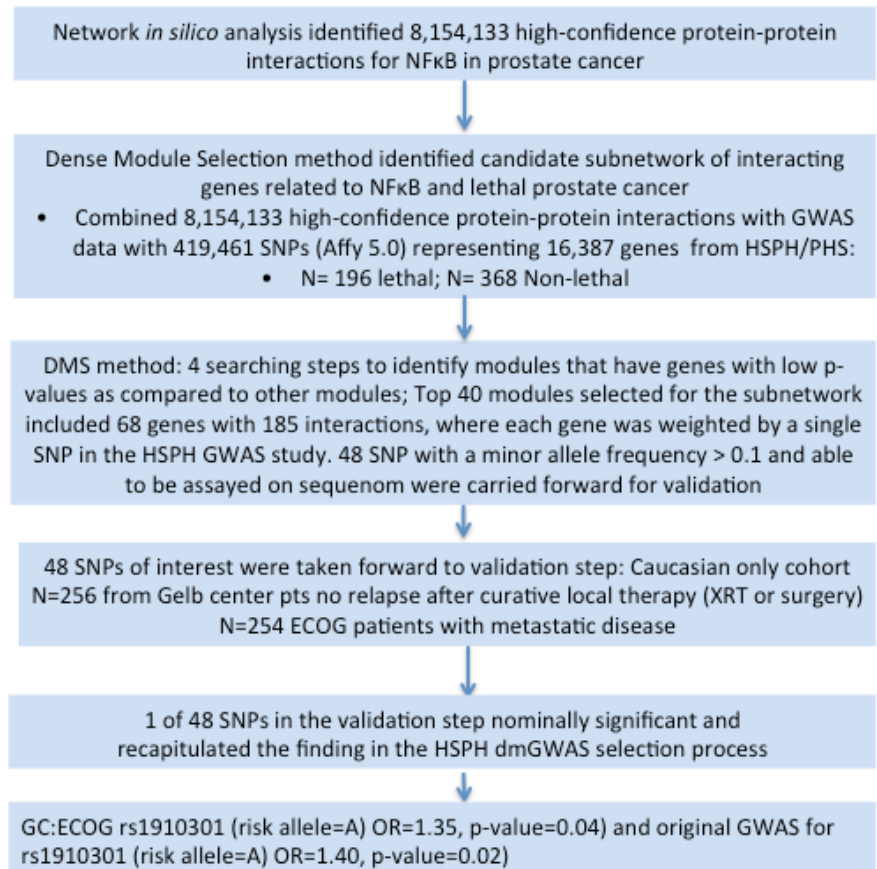 Network in silico analysis identified 8,154,133 high-confidence protein-protein
interactions for NFκB in prostate cancer
Dense Module Selection method identified candidate subnetwork of interacting
genes related to NFκB and lethal prostate cancer
• Combined 8,154,133 high-confidence protein-protein interactions with GWAS
data with 419,461 SNPs (Affy 5.0) representing 16,387 genes from HSPH/PHS:
• N= 196 lethal; N= 368 Non-lethal
DMS method: 4 searching steps to identify modules that have genes with low p-
values as compared to other modules; Top 40 modules selected for the subnetwork
included 68 genes with 185 interactions, where each gene was weighted by a single
SNP in the HSPH GWAS study. 48 SNP with a minor allele frequency > 0.1 and able
to be assayed on sequenom were carried forward for validation
48 SNPs of interest were taken forward to validation step: Caucasian only cohort
N=256 from Gelb center pts no relapse after curative local therapy (XRT or surgery)
N=254 ECOG patients with metastatic disease
1 of 48 SNPs in the validation step nominally significant and
recapitulated the finding in the HSPH dmGWAS selection process
GC:ECOG rs1910301 (risk allele=A) OR=1.35, p-value=0.04) and original GWAS for
rs1910301 (risk allele=A) OR=1.40, p-value=0.02)